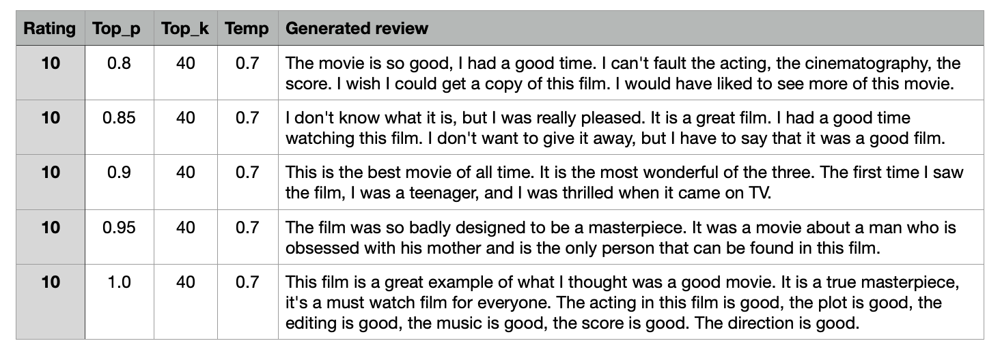 Rating Top_p Top_k Temp Generated review
10 0.8 40 0.7 The movie is so good, I had a good time. I can't fault the acting, the cinematography, the
score. I wish I could get a copy of this film. I would have liked to see more of this movie.
10 0.85 40 0.7 I don't know what it is, but I was really pleased. It is a great film. I had a good time
watching this film. I don't want to give it away, but I have to say that it was a good film.
10 0.9 40 0.7 This is the best movie of all time. It is the most wonderful of the three. The first time I saw
the film, I was a teenager, and I was thrilled when it came on TV.
10 0.95 40 0.7 The film was so badly designed to be a masterpiece. It was a movie about a man who is
obsessed with his mother and is the only person that can be found in this film.
10 1.0 40 0.7 This film is a great example of what I thought was a good movie. It is a true masterpiece,
it's a must watch film for everyone. The acting in this film is good, the plot is good, the
editing is good, the music is good, the score is good. The direction is good.